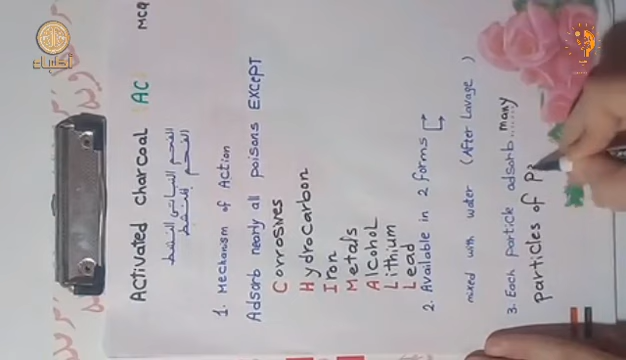 أطباء
Activated charcoal (AC) MCQ
الفحم النباتي النشط
الفحم المنشط
1. Mechanism of Action
Adsorb nearly all poisons EXCEPT
Corrosives
Hydrocarbon
Iron
Metals
Alcohol
Lithium
Lead
2. Available in 2 forms
mixed with water (After Lavage)
3. Each particle adsorb many......
particles of